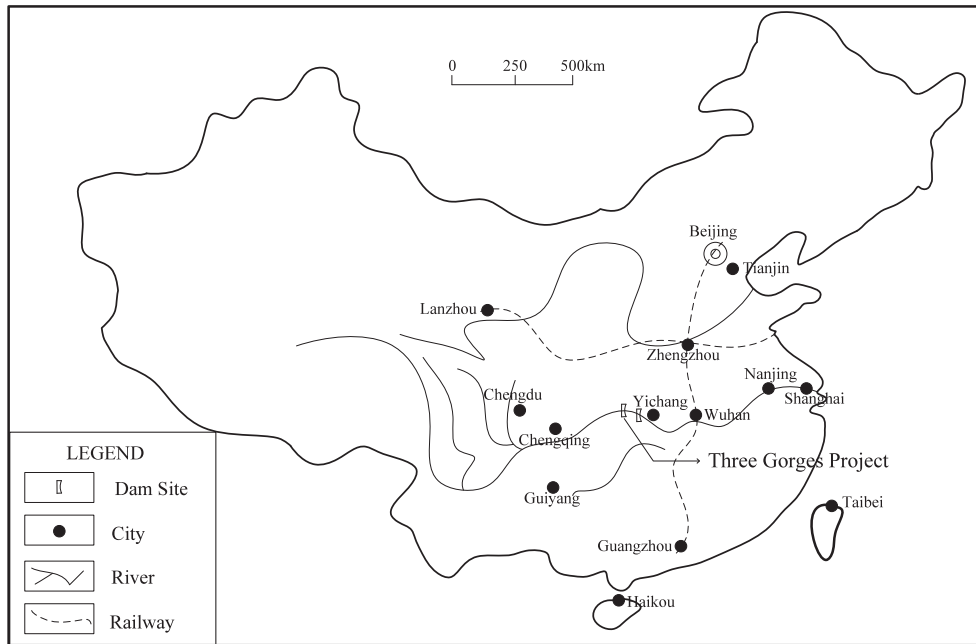 0 250 500km
Beijing
Tianjin
Lanzhou
Zhengzhou
Nanjing
Shanghai
Chengdu
Yichang
Wuhan
Chengqing
Three Gorges Project
Guiyang
Taibei
Guangzhou
Haikou
LEGEND
Dam Site
City
River
Railway